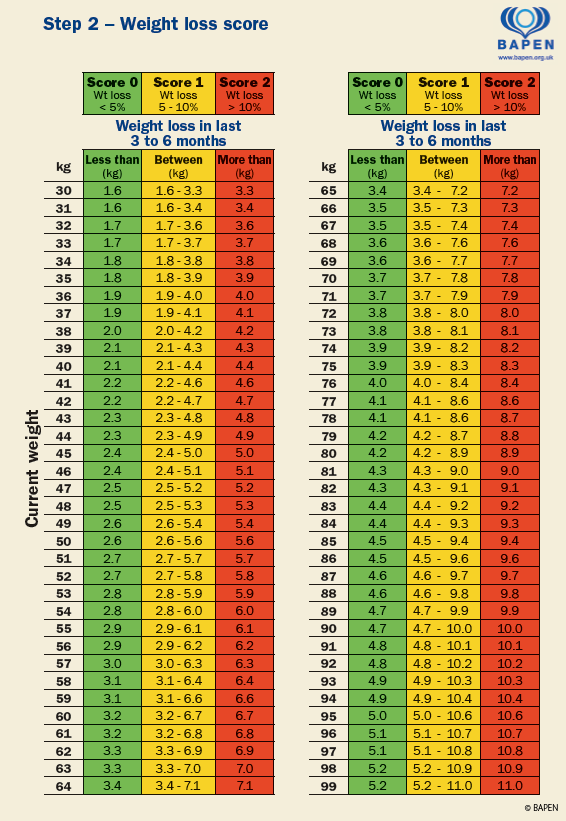 Step 2 – Weight loss score
BAPEN
www.bapen.org.uk
Score 0 Score 1 Score 2
Wt loss Wt loss Wt loss
< 5% 5 - 10% > 10%
Weight loss in last
3 to 6 months
kg Less than Between More than
(kg) (kg) (kg)
Current weight
30 1.6 1.6 - 3.3 3.3
31 1.6 1.6 - 3.4 3.4
32 1.7 1.7 - 3.6 3.6
33 1.7 1.7 - 3.7 3.7
34 1.8 1.8 - 3.8 3.8
35 1.8 1.8 - 3.9 3.9
36 1.9 1.9 - 4.0 4.0
37 1.9 1.9 - 4.1 4.1
38 2.0 2.0 - 4.2 4.2
39 2.1 2.1 - 4.3 4.3
40 2.1 2.1 - 4.4 4.4
41 2.2 2.2 - 4.6 4.6
42 2.2 2.2 - 4.7 4.7
43 2.3 2.3 - 4.8 4.8
44 2.3 2.3 - 4.9 4.9
45 2.4 2.4 - 5.0 5.0
46 2.4 2.4 - 5.1 5.1
47 2.5 2.5 - 5.2 5.2
48 2.5 2.5 - 5.3 5.3
49 2.6 2.6 - 5.4 5.4
50 2.6 2.6 - 5.6 5.6
51 2.7 2.7 - 5.7 5.7
52 2.7 2.7 - 5.8 5.8
53 2.8 2.8 - 5.9 5.9
54 2.8 2.8 - 6.0 6.0
55 2.9 2.9 - 6.1 6.1
56 2.9 2.9 - 6.2 6.2
57 3.0 3.0 - 6.3 6.3
58 3.1 3.1 - 6.4 6.4
59 3.1 3.1 - 6.6 6.6
60 3.2 3.2 - 6.7 6.7
61 3.2 3.2 - 6.8 6.8
62 3.3 3.3 - 6.9 6.9
63 3.3 3.3 - 7.0 7.0
64 3.4 3.4 - 7.1 7.1
Score 0 Score 1 Score 2
Wt loss Wt loss Wt loss
< 5% 5 - 10% > 10%
Weight loss in last
3 to 6 months
kg Less than Between More than
(kg) (kg) (kg)
65 3.4 3.4 - 7.2 7.2
66 3.5 3.5 - 7.3 7.3
67 3.5 3.5 - 7.4 7.4
68 3.6 3.6 - 7.6 7.6
69 3.6 3.6 - 7.7 7.7
70 3.7 3.7 - 7.8 7.8
71 3.7 3.7 - 7.9 7.9
72 3.8 3.8 - 8.0 8.0
73 3.8 3.8 - 8.1 8.1
74 3.9 3.9 - 8.2 8.2
75 3.9 3.9 - 8.3 8.3
76 4.0 4.0 - 8.4 8.4
77 4.1 4.1 - 8.6 8.6
78 4.1 4.1 - 8.6 8.7
79 4.2 4.2 - 8.7 8.8
80 4.2 4.2 - 8.9 8.9
81 4.3 4.3 - 9.0 9.0
82 4.3 4.3 - 9.1 9.1
83 4.4 4.4 - 9.2 9.2
84 4.4 4.4 - 9.3 9.3
85 4.5 4.5 - 9.4 9.4
86 4.5 4.5 - 9.6 9.6
87 4.6 4.6 - 9.7 9.7
88 4.6 4.6 - 9.8 9.8
89 4.7 4.7 - 9.9 9.9
90 4.7 4.7 - 10.0 10.0
91 4.8 4.8 - 10.1 10.1
92 4.8 4.8 - 10.2 10.2
93 4.9 4.9 - 10.3 10.3
94 4.9 4.9 - 10.4 10.4
95 5.0 5.0 - 10.6 10.6
96 5.1 5.1 - 10.7 10.7
97 5.1 5.1 - 10.8 10.8
98 5.2 5.2 - 10.9 10.9
99 5.2 5.2 - 11.0 11.0
© BAPEN